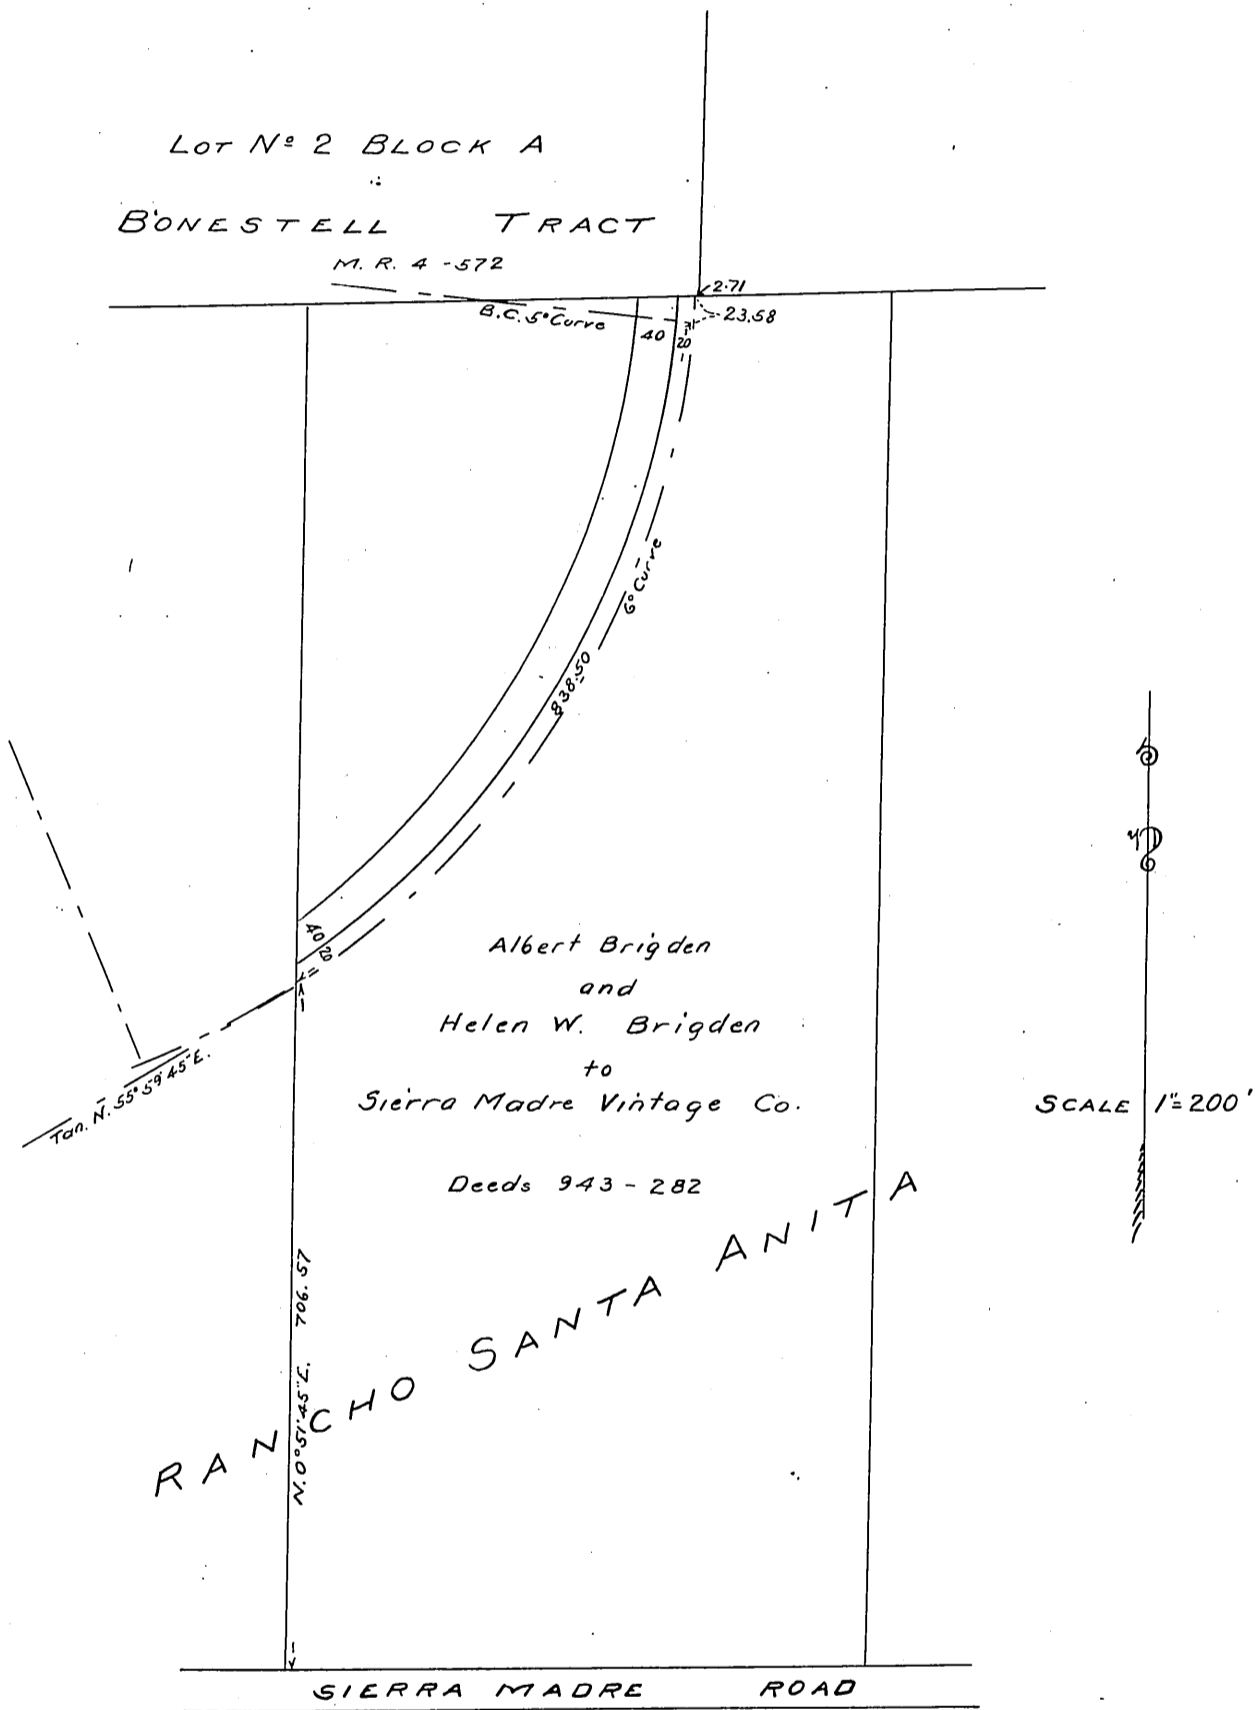 LOT Nº 2 BLOCK A
BONESTELL TRACT
M. R. 4 - 572
2.71
B.C. 5° Curve
23.58
40
20
6° Curve
838.50
40
20
Albert Brigden
and
Helen W. Brigden
to
Sierra Madre Vintage Co.
Tan. N. 55° 59' 45" E.
SCALE 1"=200'
Deeds 943 - 282
N. 0° 51' 45" E. 706.57
RANCHO SANTA ANITA
SIERRA MADRE ROAD